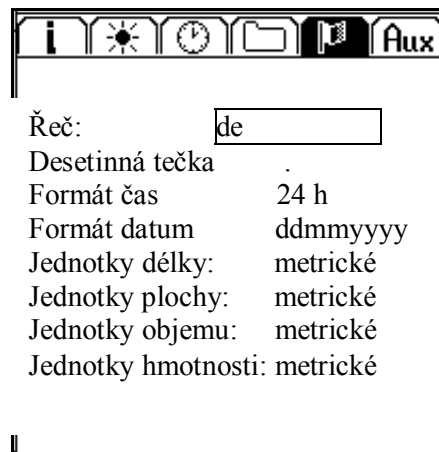 i Aux
Řeč: de
Desetinná tečka .
Formát čas 24 h
Formát datum ddmmyyyy
Jednotky délky: metrické
Jednotky plochy: metrické
Jednotky objemu: metrické
Jednotky hmotnosti: metrické